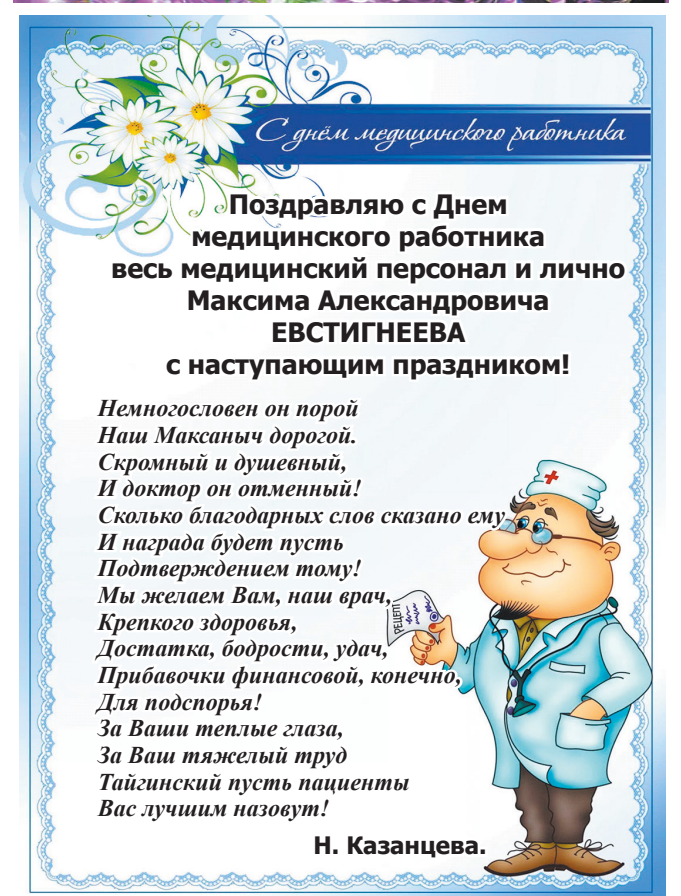 С днём медицинского работника
Поздравляю с Днем
медицинского работника
весь медицинский персонал и лично
Максима Александровича
ЕВСТИГНЕЕВА
с наступающим праздником!
Немногословен он порой
Наш Максаныч дорогой.
Скромный и душевный,
И доктор он отменный!
Сколько благодарных слов сказано ему
И награда будет пусть
Подтверждением тому!
Мы желаем Вам, наш врач,
Крепкого здоровья,
Достатка, бодрости, удач,
Прибавочки финансовой, конечно,
Для подспорья!
За Ваши теплые глаза,
За Ваш тяжелый труд
Тайгинский пусть пациенты
Вас лучшим назовут!
Н. Казанцева.
РЕЦЕПТ